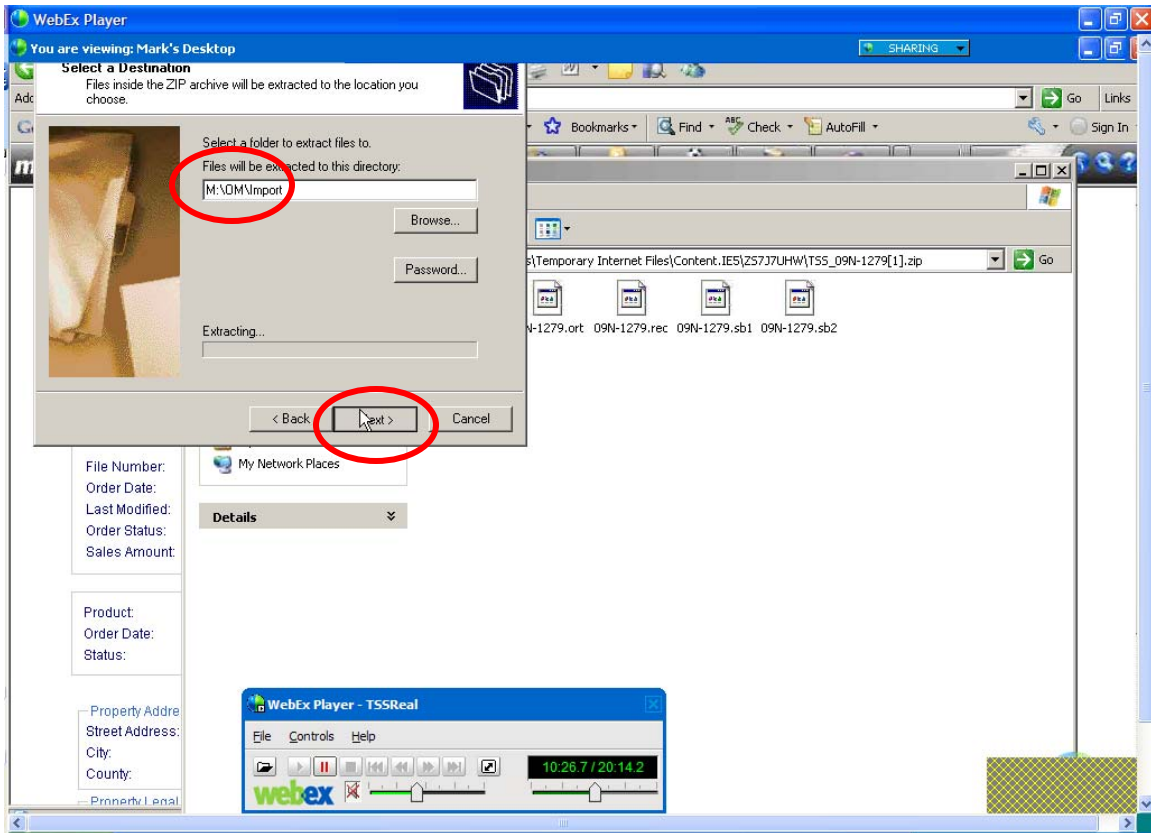 WebEx Player
You are viewing: Mark's Desktop
SHARING
Select a Destination
Files inside the ZIP archive will be extracted to the location you
choose.
Go Links
Bookmarks Find Check AutoFill Sign In
Select a folder to extract files to.
Files will be extracted to this directory:
M:\OM\Import
Browse...
Password...
Extracting...
< Back
Next >
Cancel
s\Temporary Internet Files\Content.IE5\ZS7J7UHW\TSS_09N-1279[1].zip Go
N-1279.ort 09N-1279.rec 09N-1279.sb1 09N-1279.sb2
My Network Places
Details
File Number:
Order Date:
Last Modified:
Order Status:
Sales Amount:
Product:
Order Date:
Status:
Property Addre
Street Address:
City:
County:
Property Legal
WebEx Player - TSSReal
File Controls Help
10:26.7 / 20:14.2
webex